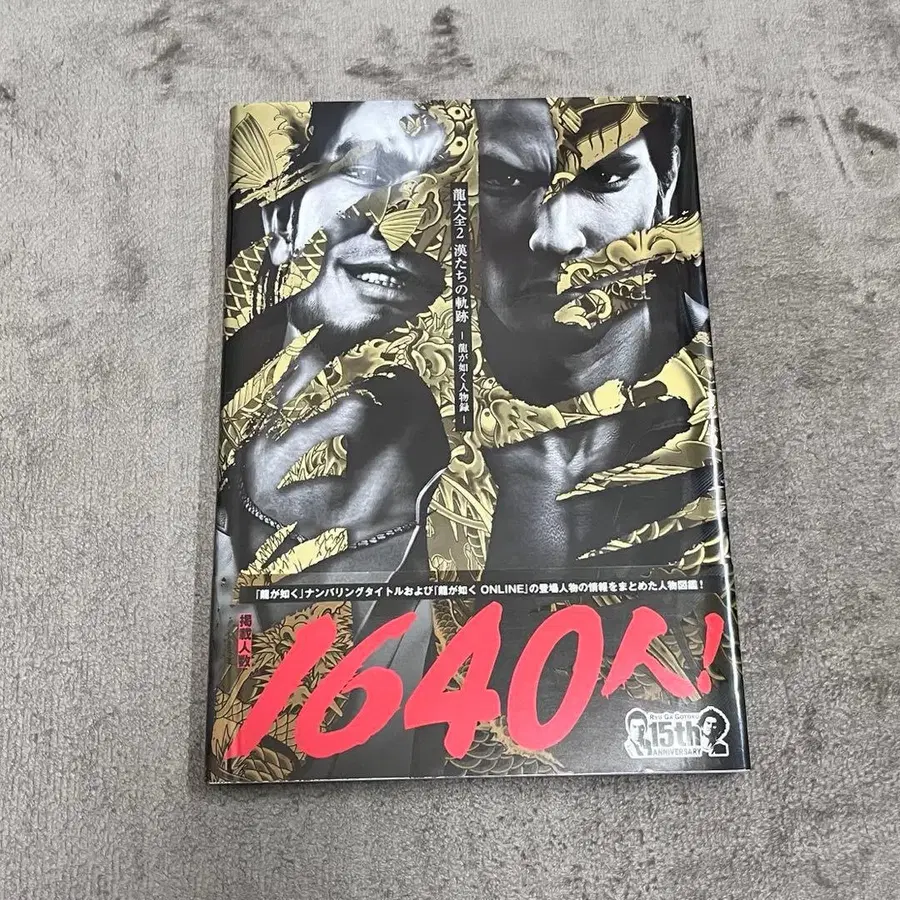 龍大全2 漢たちの軌跡
－龍が如く人物録－
「龍が如く」ナンバリングタイトルおよび「龍が如く ONLINE」の登場人物の情報をまとめた人物図鑑！
掲載人数
1640人!
RYU GA GOTOKU
15th
ANNIVERSARY